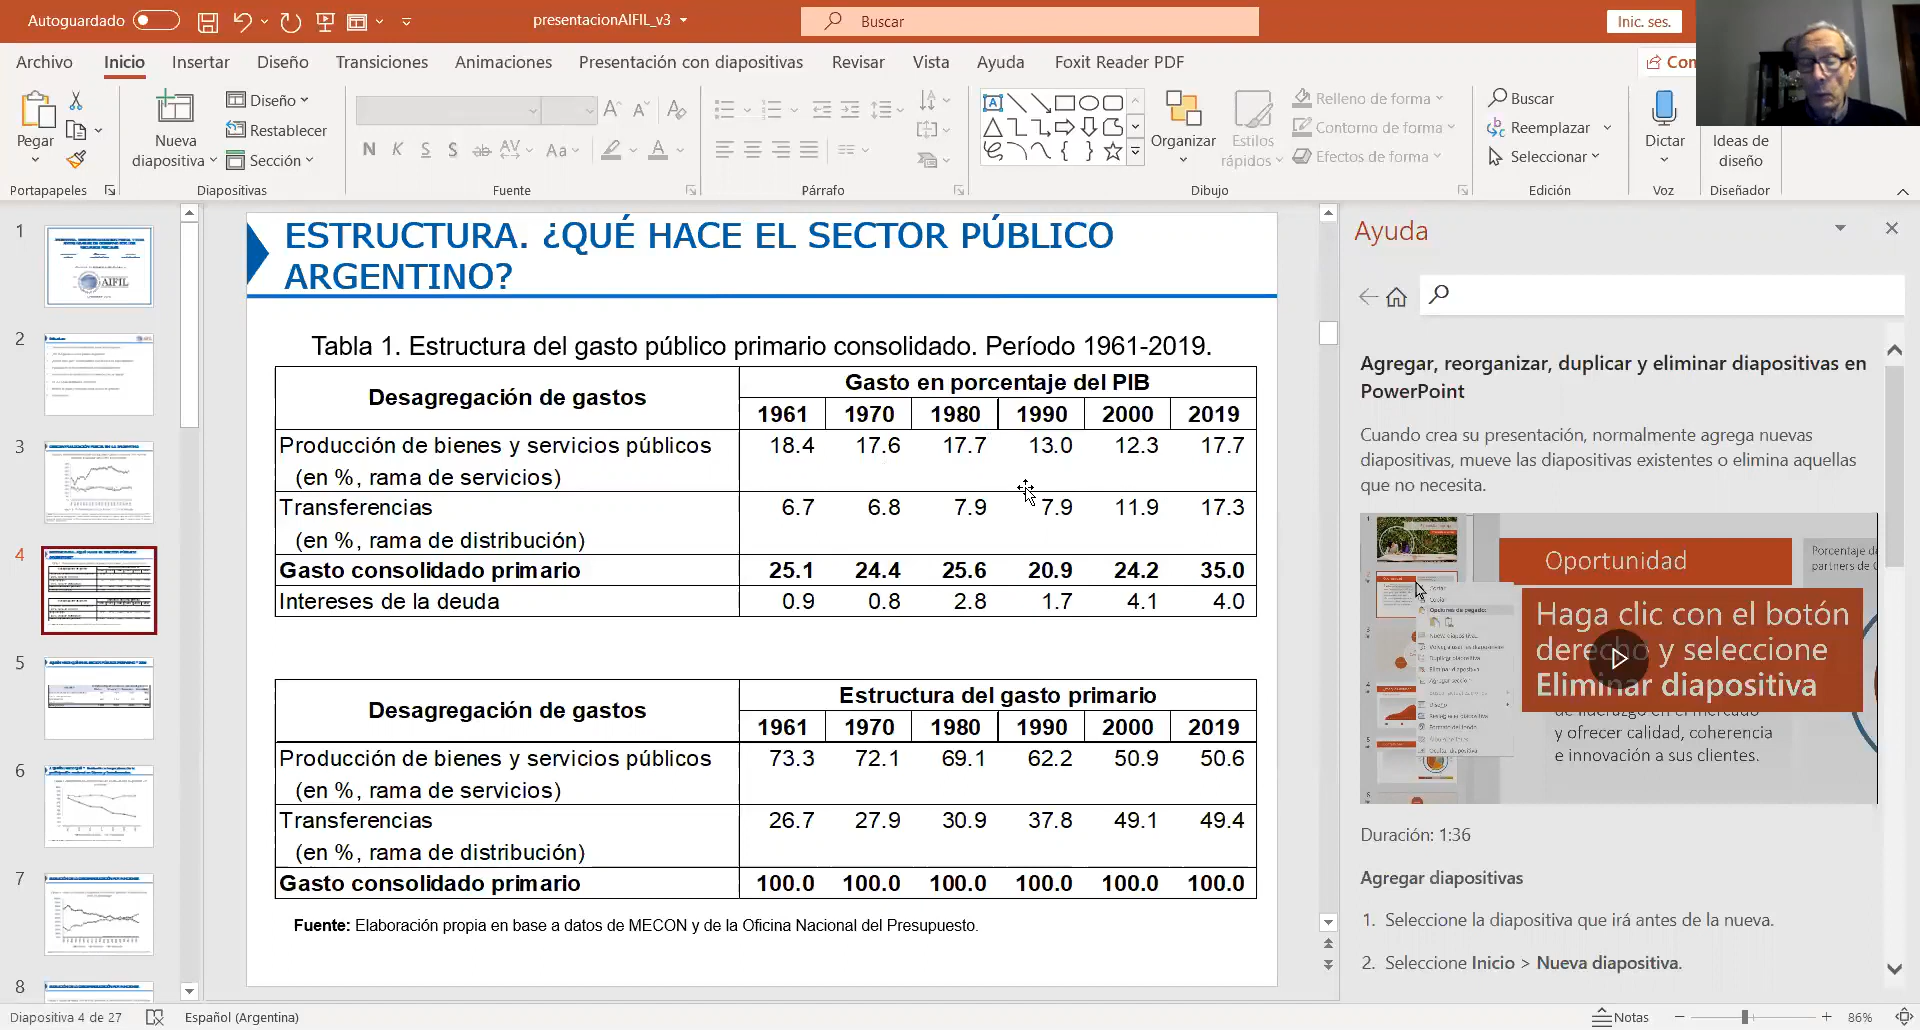 Autoguardado
presentacionAIFIL_v3
Buscar
Inic. ses.
Archivo Inicio Insertar Diseño Transiciones Animaciones Presentación con diapositivas Revisar Vista Ayuda Foxit Reader PDF
Pegar
Nueva diapositiva
Diseño
Restablecer
Sección
N K S S ab AV Aa A
Organizar
Estilos rápidos
Relleno de forma
Contorno de forma
Efectos de forma
Buscar
Reemplazar
Seleccionar
Dictar
Ideas de diseño
Portapapeles Diapositivas Fuente Párrafo Dibujo Edición Voz Diseñador
1
2
3
4
5
6
7
8
AIFIL
ESTRUCTURA. ¿QUÉ HACE EL SECTOR PÚBLICO
ARGENTINO?
Tabla 1. Estructura del gasto público primario consolidado. Período 1961-2019.
Desagregación de gastos Gasto en porcentaje del PIB
1961 1970 1980 1990 2000 2019
Producción de bienes y servicios públicos 18.4 17.6 17.7 13.0 12.3 17.7
(en %, rama de servicios)
Transferencias 6.7 6.8 7.9 7.9 11.9 17.3
(en %, rama de distribución)
Gasto consolidado primario 25.1 24.4 25.6 20.9 24.2 35.0
Intereses de la deuda 0.9 0.8 2.8 1.7 4.1 4.0
Desagregación de gastos Estructura del gasto primario
1961 1970 1980 1990 2000 2019
Producción de bienes y servicios públicos 73.3 72.1 69.1 62.2 50.9 50.6
(en %, rama de servicios)
Transferencias 26.7 27.9 30.9 37.8 49.1 49.4
(en %, rama de distribución)
Gasto consolidado primario 100.0 100.0 100.0 100.0 100.0 100.0
Fuente: Elaboración propia en base a datos de MECON y de la Oficina Nacional del Presupuesto.
Ayuda
Agregar, reorganizar, duplicar y eliminar diapositivas en
PowerPoint
Cuando crea su presentación, normalmente agrega nuevas
diapositivas, mueve las diapositivas existentes o elimina aquellas
que no necesita.
Oportunidad
Haga clic con el botón
derecho y seleccione
Eliminar diapositiva
y ofrecer calidad, coherencia
e innovación a sus clientes.
Duración: 1:36
Agregar diapositivas
1. Seleccione la diapositiva que irá antes de la nueva.
2. Seleccione Inicio > Nueva diapositiva.
Diapositiva 4 de 27
Español (Argentina)
Notas
86%